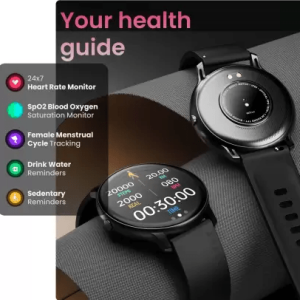 Your health
guide
24x7
Heart Rate Monitor
SpO2 Blood Oxygen
Saturation Monitor
Female Menstrual
Cycle Tracking
Drink Water
Reminders
Sedentary
Reminders
20000
20.00
2000
080
00:30:00